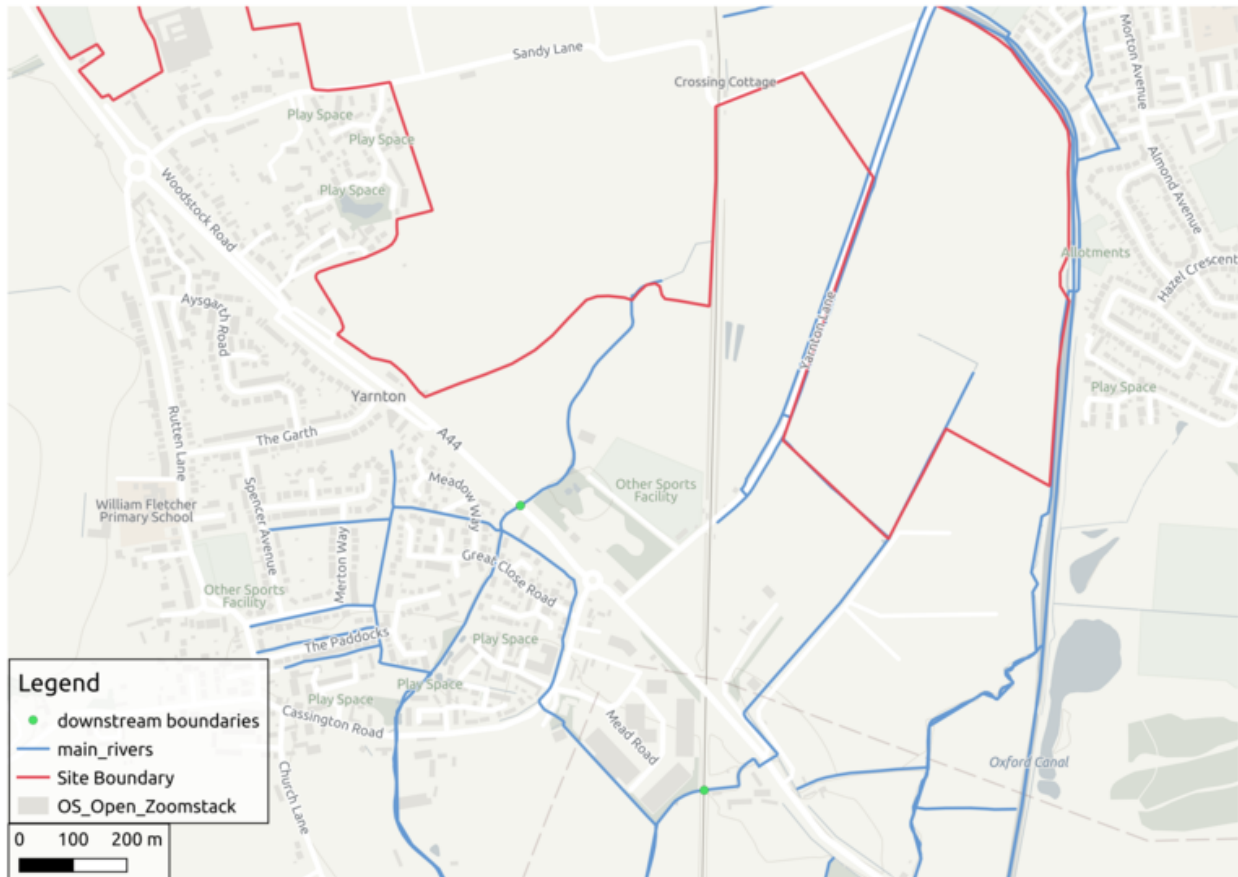 Sandy Lane
Crossing Cottage
Morton Avenue
Play Space
Play Space
Play Space
Almond Avenue
Woodstock Road
Allotments
Hazel Crescent
Aysgarth Road
Yarnton Lane
Play Space
Yarnton
A44
Rutten Lane
The Garth
Meadow Way
Other Sports
Facility
William Fletcher
Primary School
Spencer Avenue
Merton Way
Great Close Road
Other Sports
Facility
The Paddocks
Play Space
Play Space
Play Space
Cassington Road
Mead Road
Church Lane
Oxford Canal
Legend
downstream boundaries
main_rivers
Site Boundary
OS_Open_Zoomstack
0 100 200 m